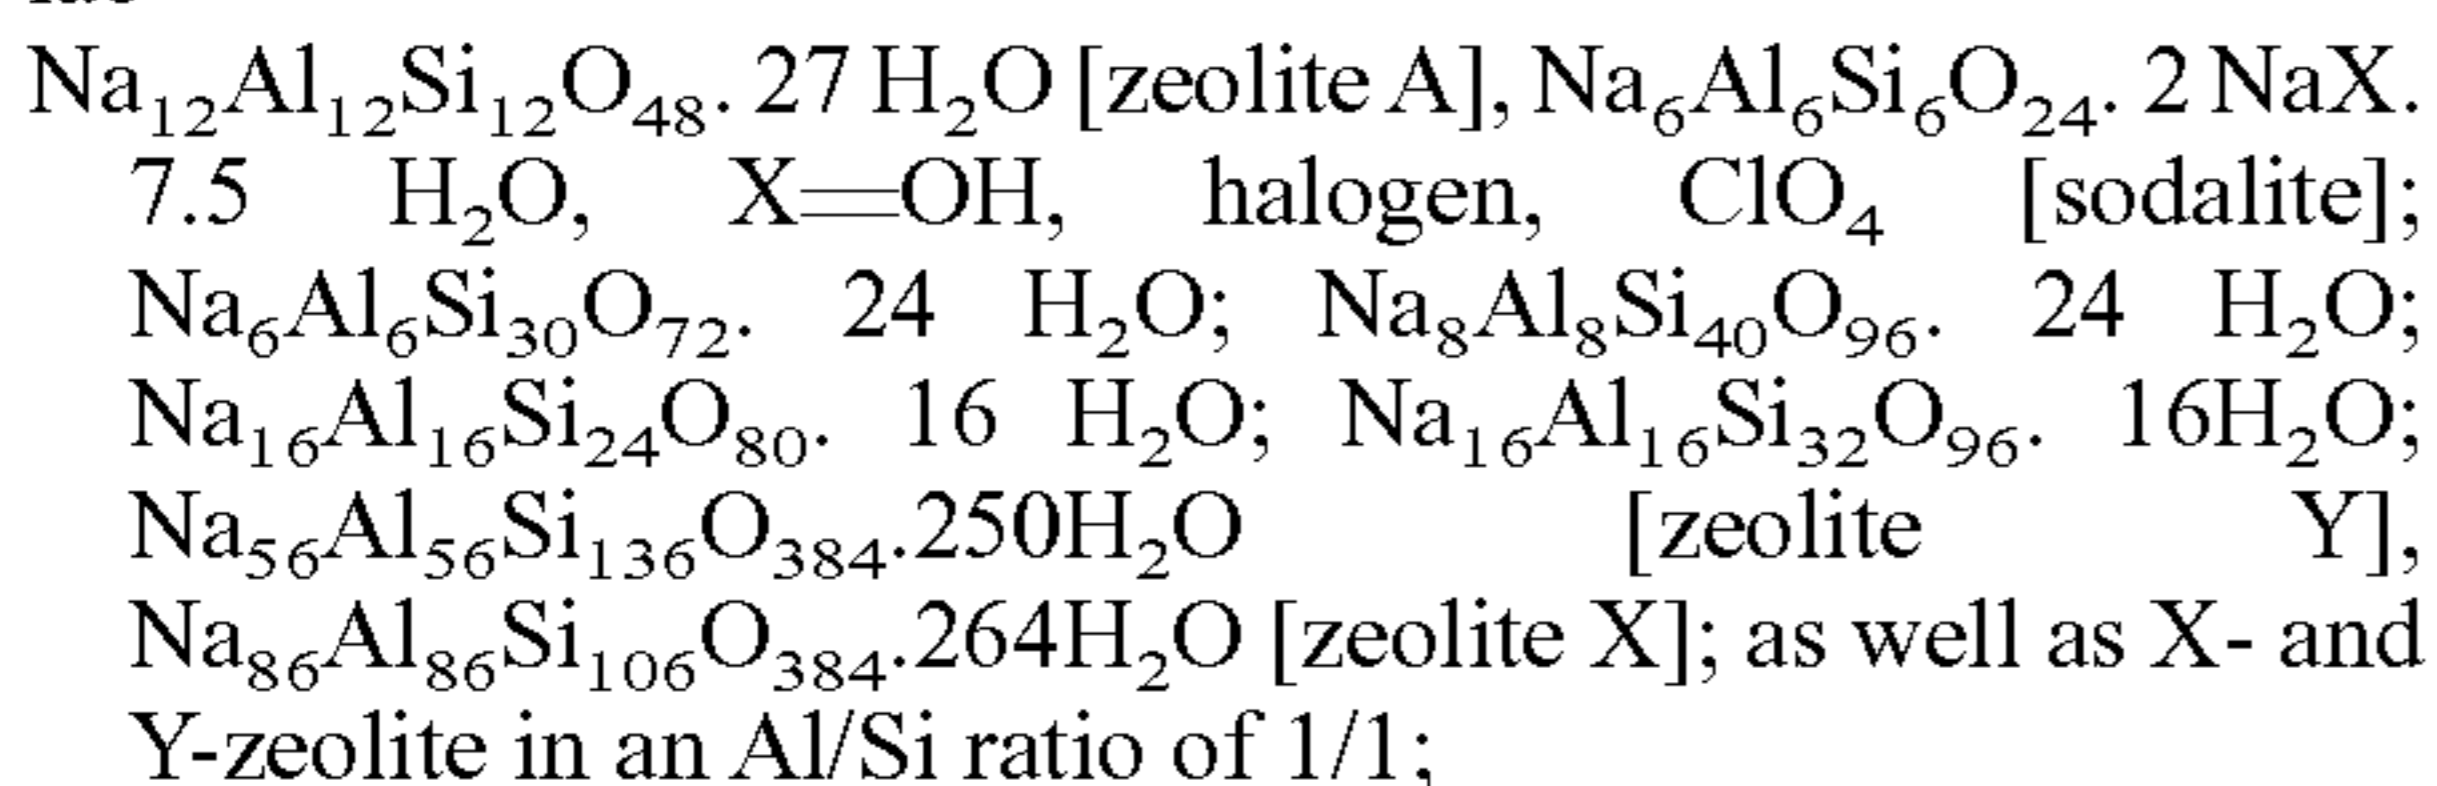 Na₁₂Al₁₂Si₁₂O₄₈. 27 H₂O [zeolite A], Na₆Al₆Si₆O₂₄. 2 NaX.
7.5 H₂O, X=OH, halogen, ClO₄ [sodalite];
Na₆Al₆Si₃₀O₇₂. 24 H₂O; Na₈Al₈Si₄₀O₉₆. 24 H₂O;
Na₁₆Al₁₆Si₂₄O₈₀. 16 H₂O; Na₁₆Al₁₆Si₃₂O₉₆. 16H₂O;
Na₅₆Al₅₆Si₁₃₆O₃₈₄.250H₂O [zeolite Y],
Na₈₆Al₈₆Si₁₀₆O₃₈₄.264H₂O [zeolite X]; as well as X- and
Y-zeolite in an Al/Si ratio of 1/1;